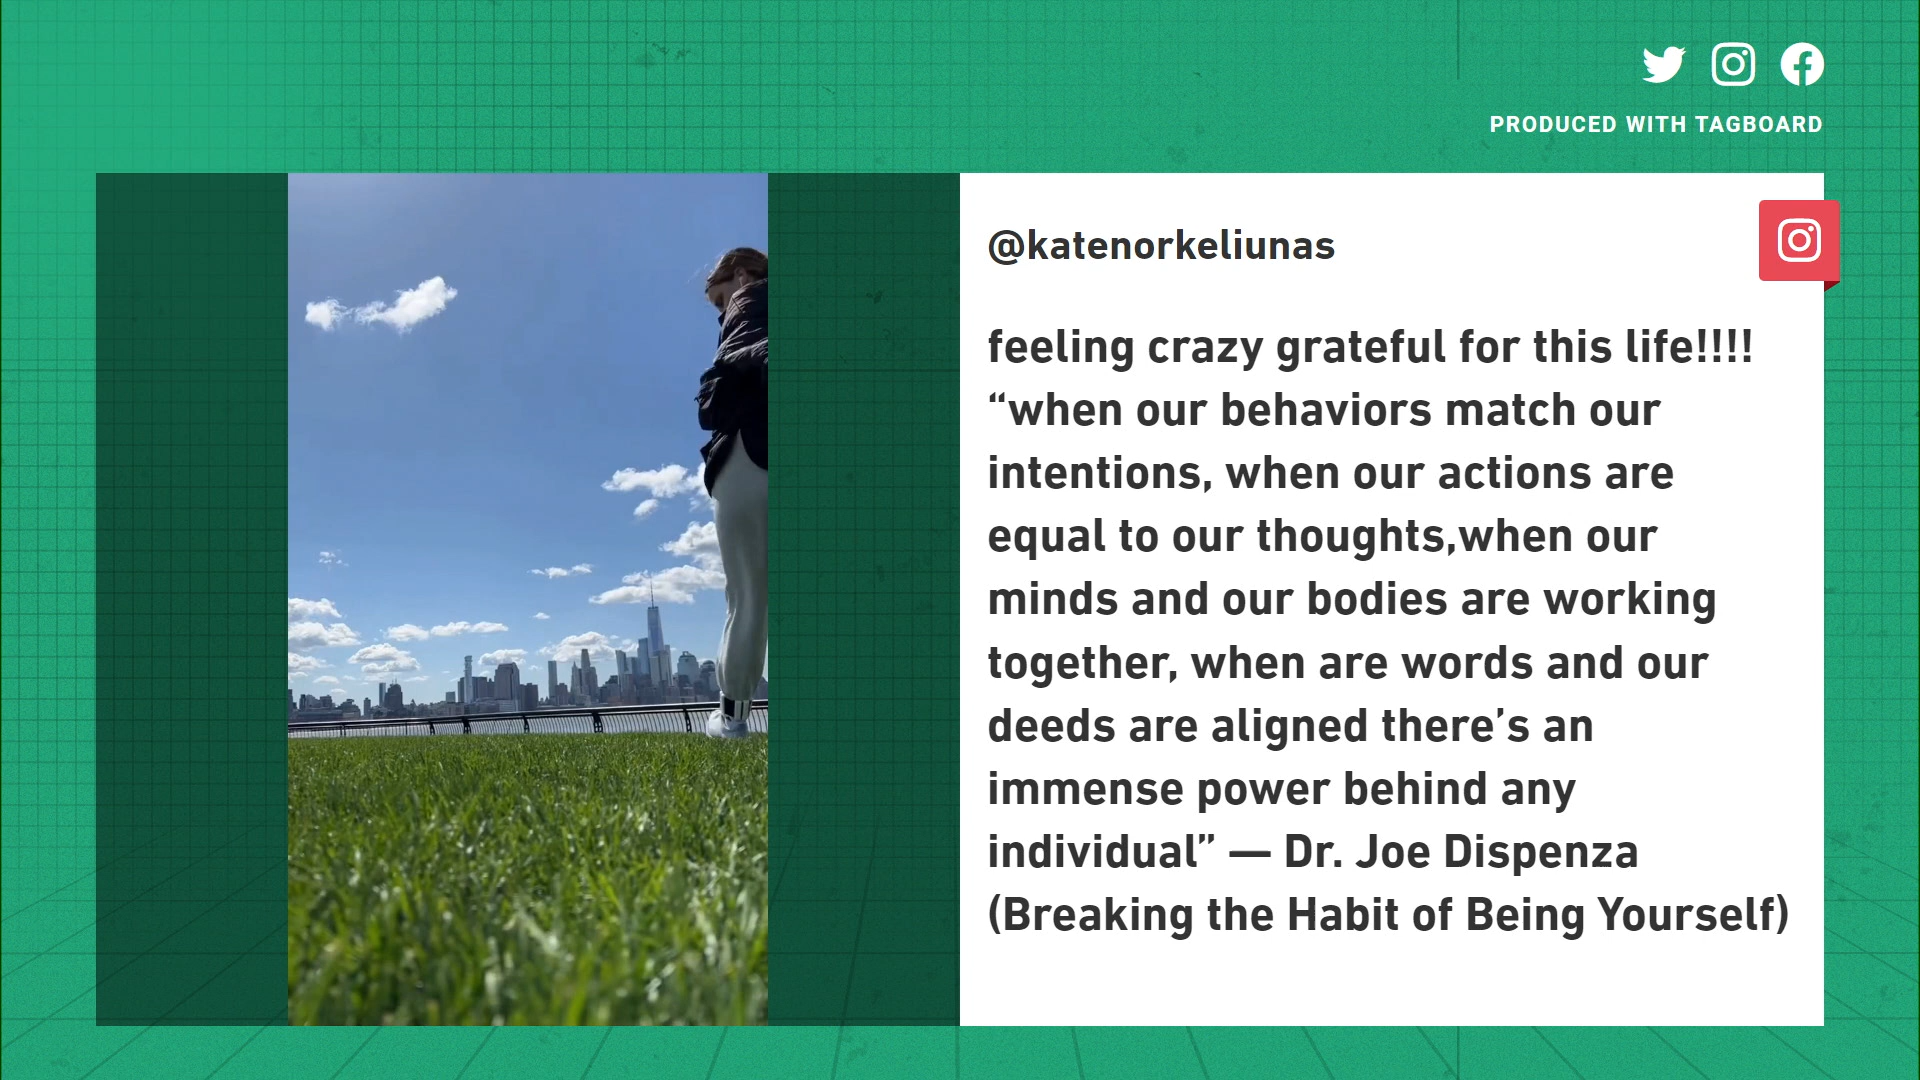 PRODUCED WITH TAGBOARD
@katenorkeliunas
feeling crazy grateful for this life!!!!
“when our behaviors match our
intentions, when our actions are
equal to our thoughts,when our
minds and our bodies are working
together, when are words and our
deeds are aligned there’s an
immense power behind any
individual” — Dr. Joe Dispenza
(Breaking the Habit of Being Yourself)